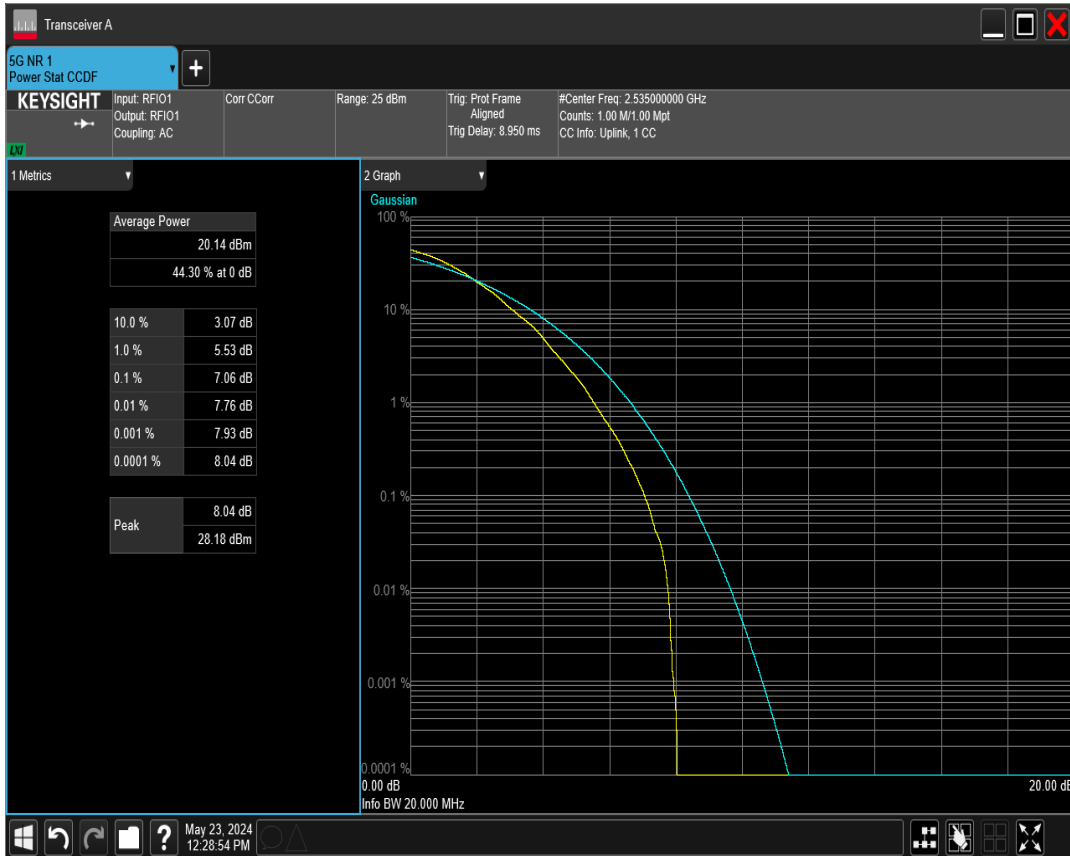 Transceiver A
5G NR 1
Power Stat CCDF
KEYSIGHT
LXI
Input: RFIO1
Output: RFIO1
Coupling: AC
Corr CCorr
Range: 25 dBm
Trig: Prot Frame
Aligned
Trig Delay: 8.950 ms
#Center Freq: 2.535000000 GHz
Counts: 1.00 M/1.00 Mpt
CC Info: Uplink, 1 CC
1 Metrics
Average Power
20.14 dBm
44.30 % at 0 dB
10.0 % 3.07 dB
1.0 % 5.53 dB
0.1 % 7.06 dB
0.01 % 7.76 dB
0.001 % 7.93 dB
0.0001 % 8.04 dB
Peak
8.04 dB
28.18 dBm
2 Graph
Gaussian
100 %
10 %
1 %
0.1 %
0.01 %
0.001 %
0.0001 %
0.00 dB 20.00 dB
Info BW 20.000 MHz
?
May 23, 2024
12:28:54 PM